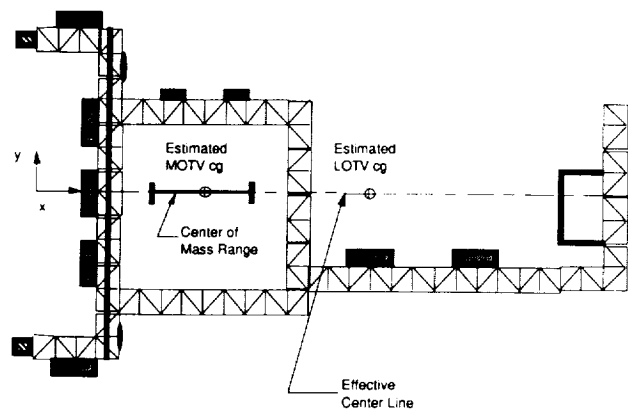 Estimated
MOTV cg
Estimated
LOTV cg
y
x
Center of
Mass Range
Effective
Center Line